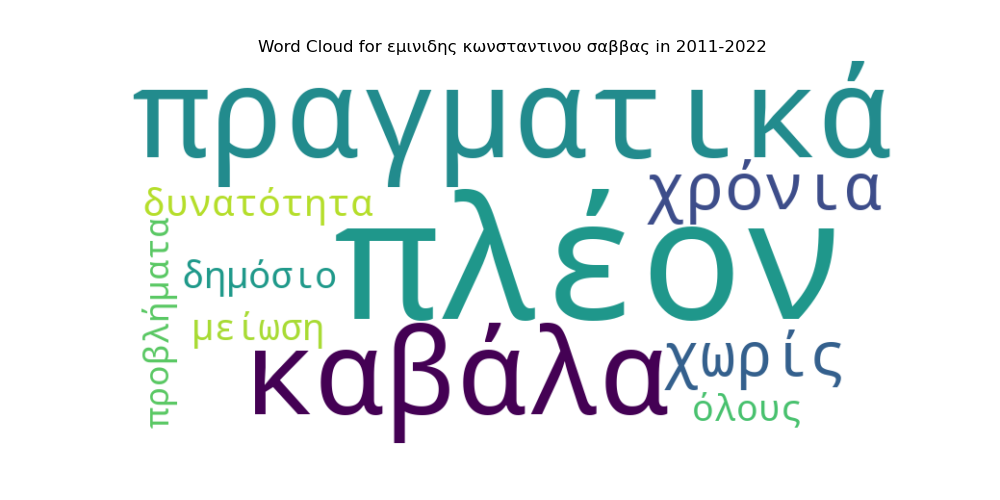 Word Cloud for εμινιδης κωνσταντινου σαββας in 2011-2022
πραγματικά
χρόνια
δυνατότητα
πλέον
προβλήματα
δημόσιο
μείωση
καβάλα
χωρίς
όλους